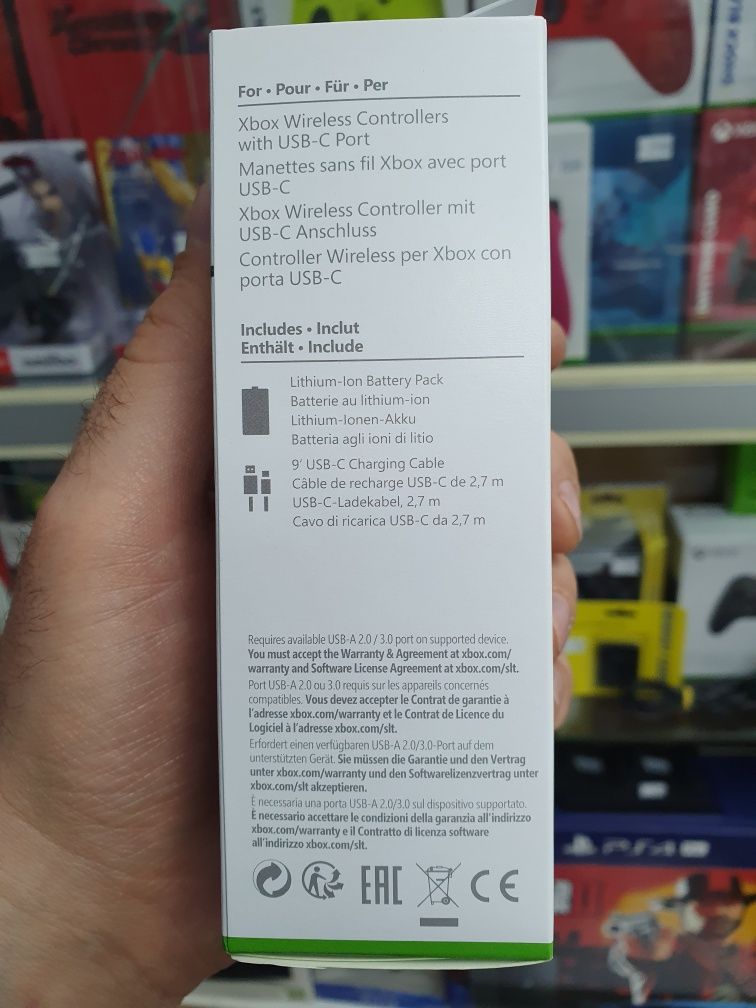 For • Pour • Für • Per
Xbox Wireless Controllers
with USB-C Port
Manettes sans fil Xbox avec port
USB-C
Xbox Wireless Controller mit
USB-C Anschluss
Controller Wireless per Xbox con
porta USB-C
Includes • Inclut
Enthält • Include
Lithium-Ion Battery Pack
Batterie au lithium-ion
Lithium-Ionen-Akku
Batteria agli ioni di litio
9' USB-C Charging Cable
Câble de recharge USB-C de 2,7 m
USB-C-Ladekabel, 2,7 m
Cavo di ricarica USB-C da 2,7 m
Requires available USB-A 2.0 / 3.0 port on supported device.
You must accept the Warranty & Agreement at xbox.com/
warranty and Software License Agreement at xbox.com/slt.
Port USB-A 2.0 ou 3.0 requis sur les appareils concernés
compatibles. Vous devez accepter le Contrat de garantie à
l'adresse xbox.com/warranty et le Contrat de Licence du
Logiciel à l'adresse xbox.com/slt.
Erfordert einen verfügbaren USB-A 2.0/3.0-Port auf dem
unterstützten Gerät. Sie müssen die Garantie und den Vertrag
unter xbox.com/warranty und den Softwarelizenzvertrag unter
xbox.com/slt akzeptieren.
È necessaria una porta USB-A 2.0/3.0 sul dispositivo supportato.
È necessario accettare le condizioni della garanzia all'indirizzo
xbox.com/warranty e il Contratto di licenza software
all'indirizzo xbox.com/slt.
EAC CE
PS4